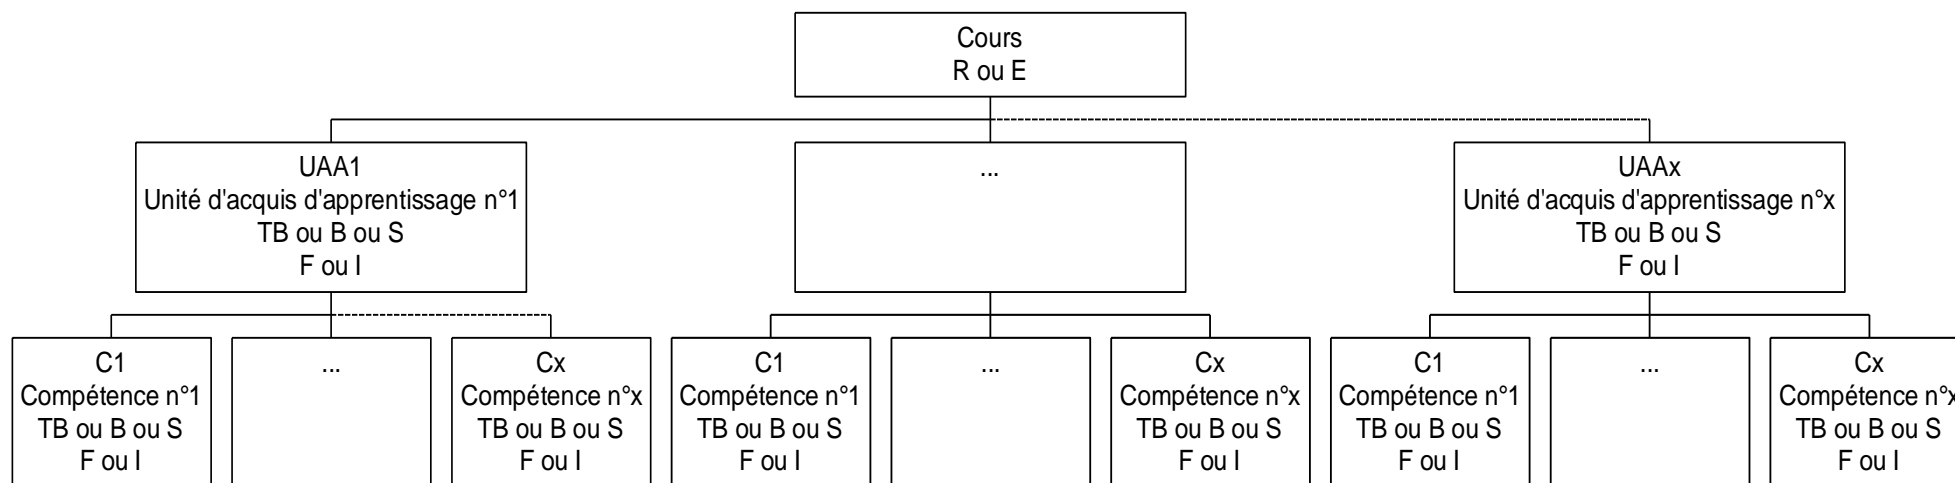 Cours
R ou E
UAA1
Unité d'acquis d'apprentissage n°1
TB ou B ou S
F ou I
...
UAAx
Unité d'acquis d'apprentissage n°x
TB ou B ou S
F ou I
C1
Compétence n°1
TB ou B ou S
F ou I
...
Cx
Compétence n°x
TB ou B ou S
F ou I
C1
Compétence n°1
TB ou B ou S
F ou I
...
Cx
Compétence n°x
TB ou B ou S
F ou I
C1
Compétence n°1
TB ou B ou S
F ou I
...
Cx
Compétence n°x
TB ou B ou S
F ou I